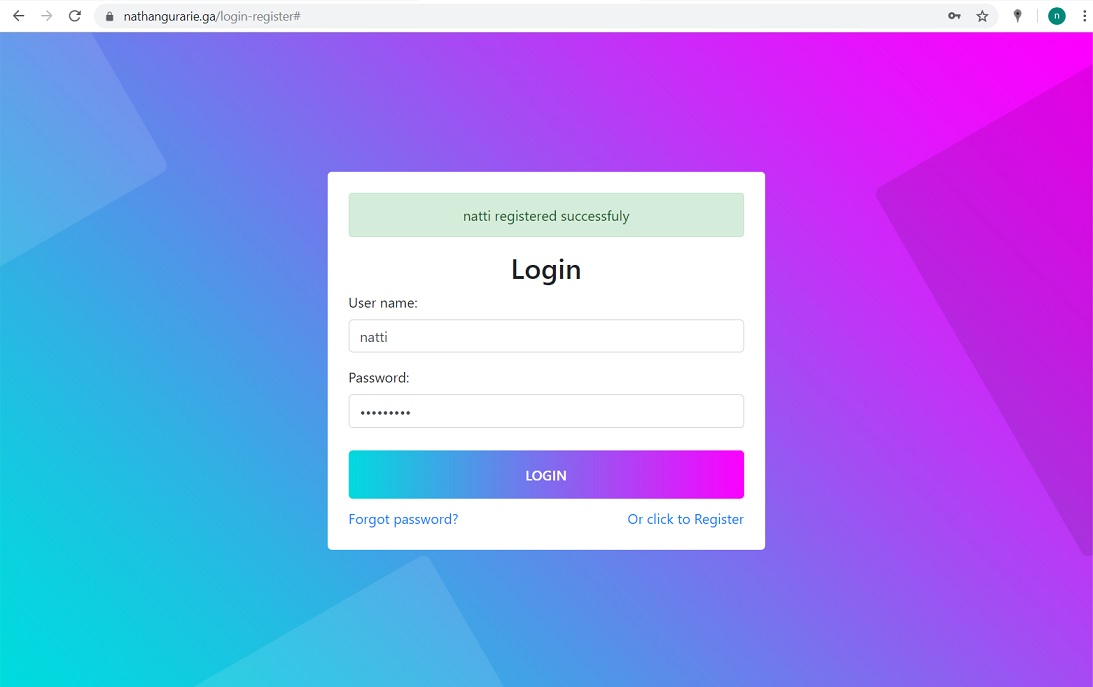 nathangurarie.ga/login-register#
n
natti registered successfuly
Login
User name:
natti
Password:
•••••••••
LOGIN
Forgot password? Or click to Register